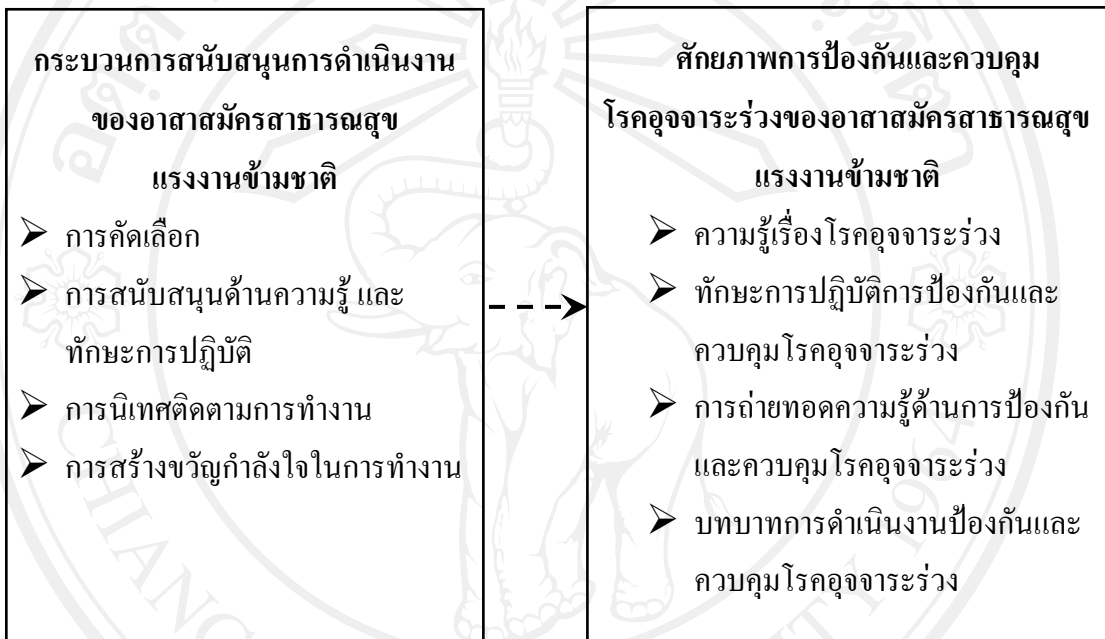 กระบวนการสนับสนุนการดำเนินงาน
ของอาสาสมัครสาธารณสุข
แรงงานข้ามชาติ
➢ การคัดเลือก
➢ การสนับสนุนด้านความรู้ และ
ทักษะการปฏิบัติ
➢ การนิเทศติดตามการทำงาน
➢ การสร้างขวัญกำลังใจในการทำงาน
ศักยภาพการป้องกันและควบคุม
โรคอุจจาระร่วงของอาสาสมัครสาธารณสุข
แรงงานข้ามชาติ
➢ ความรู้เรื่องโรคอุจจาระร่วง
➢ ทักษะการปฏิบัติการป้องกันและ
ควบคุมโรคอุจจาระร่วง
➢ การถ่ายทอดความรู้ด้านการป้องกัน
และควบคุมโรคอุจจาระร่วง
➢ บทบาทการดำเนินงานป้องกันและ
ควบคุมโรคอุจจาระร่วง